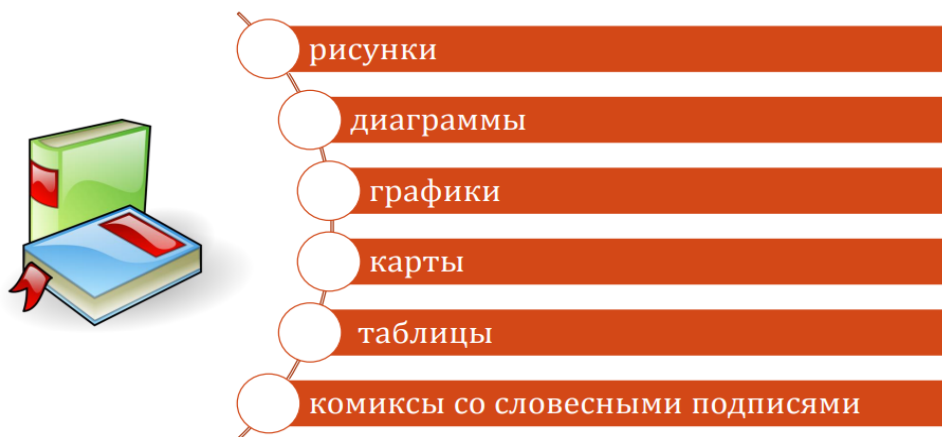 рисунки
диаграммы
графики
карты
таблицы
комиксы со словесными подписями